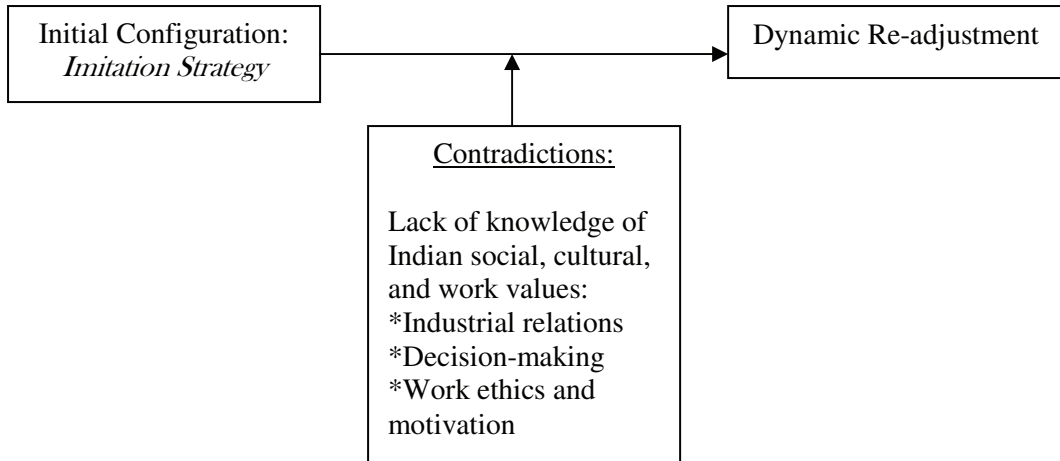 Initial Configuration:
Imitation Strategy
Dynamic Re-adjustment
Contradictions:
Lack of knowledge of
Indian social, cultural,
and work values:
*Industrial relations
*Decision-making
*Work ethics and
motivation